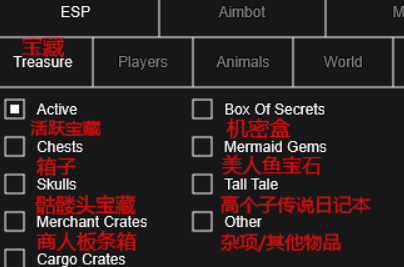 ESP Aimbot M
宝藏
Treasure Players Animals World
Active Box Of Secrets
活跃宝藏 机密盒
Chests Mermaid Gems
箱子 美人鱼宝石
Skulls Tall Tale
骷髅头宝藏 高个子传说日记本
Merchant Crates Other
商人板条箱 杂项/其他物品
Cargo Crates